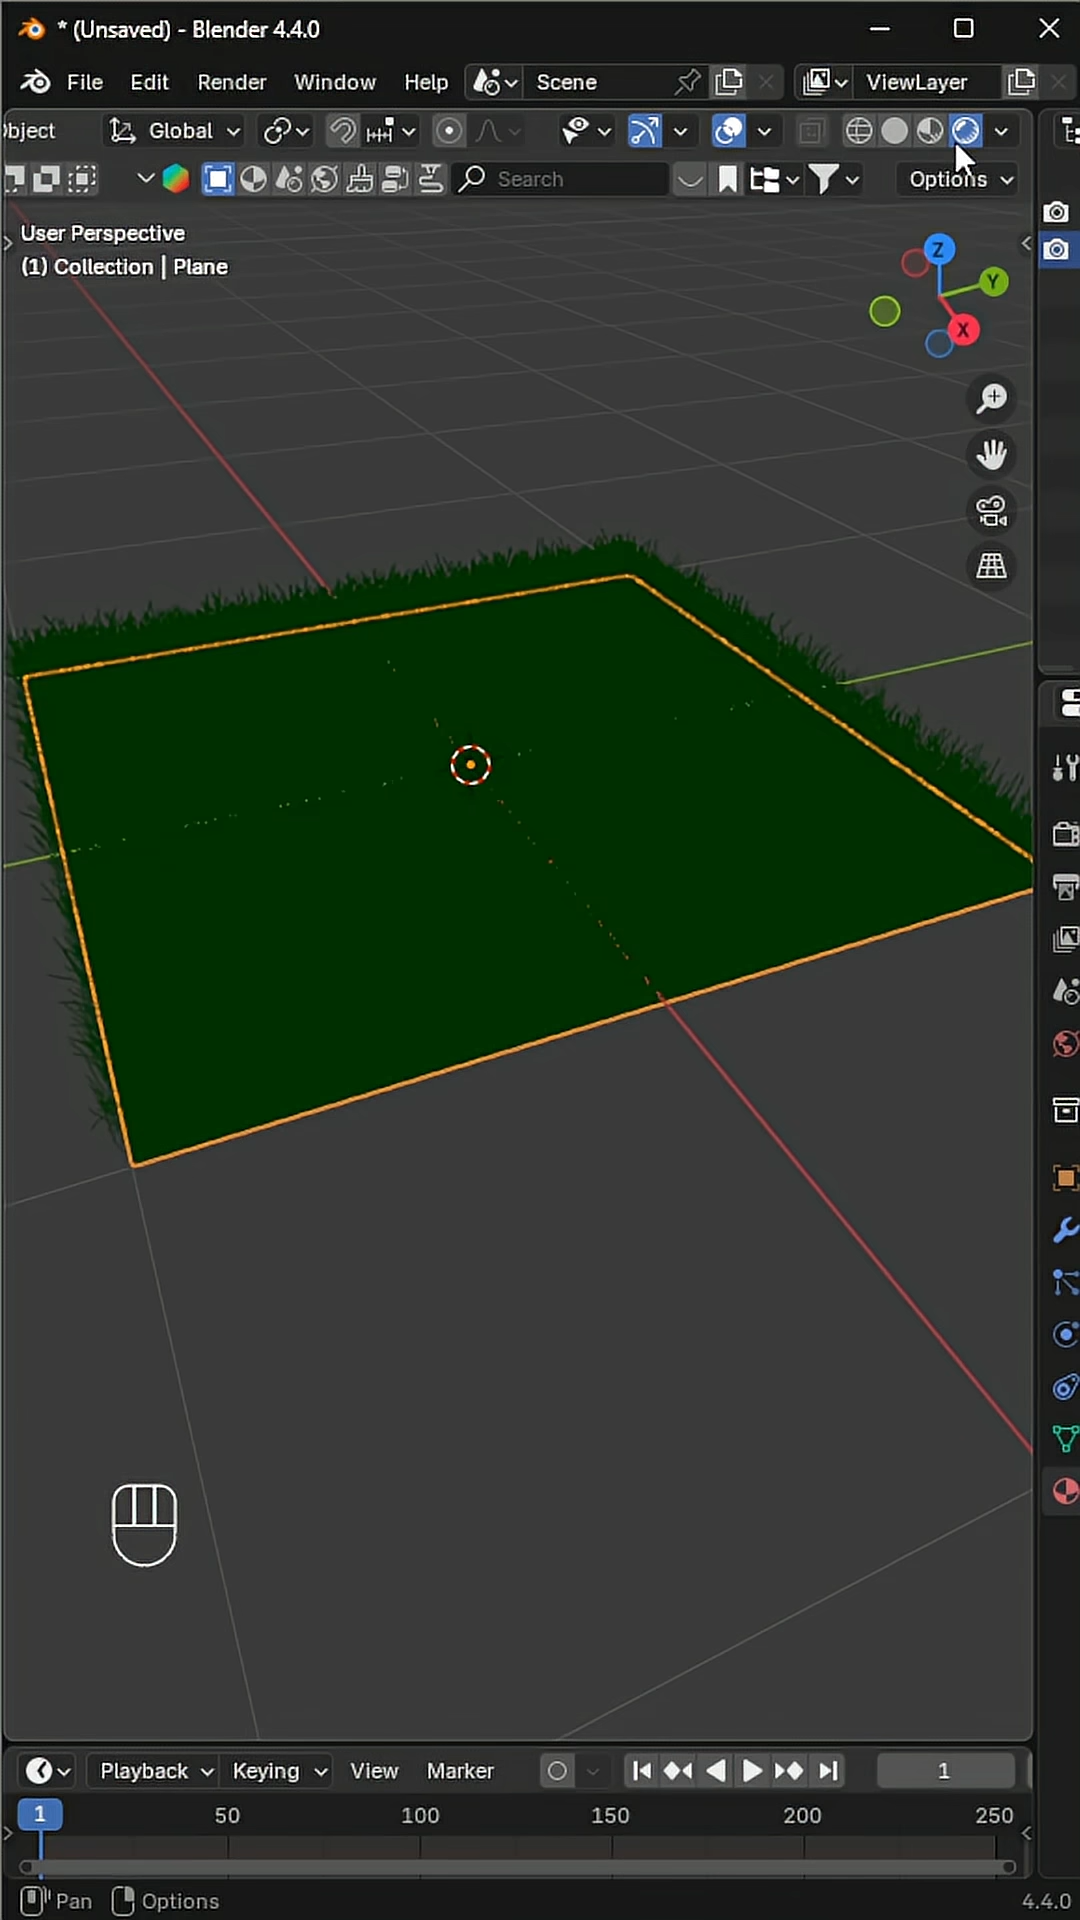 * (Unsaved) - Blender 4.4.0
File Edit Render Window Help Scene ViewLayer
bject Global
Search Options
User Perspective
(1) Collection | Plane
Z
Y
X
Playback Keying View Marker 1
1 50 100 150 200 250
Pan Options 4.4.0